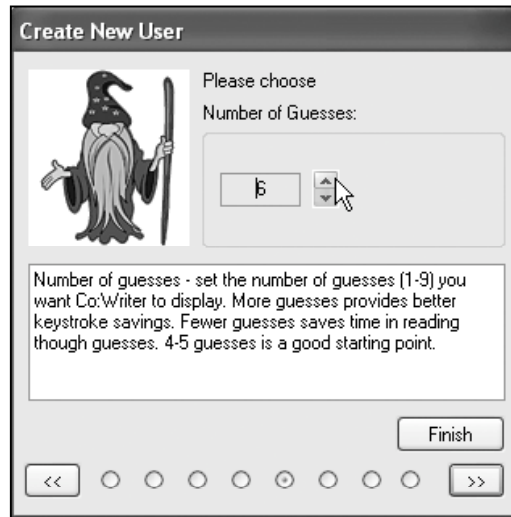 Create New User
Please choose
Number of Guesses:
6
Number of guesses - set the number of guesses (1-9) you
want Co:Writer to display. More guesses provides better
keystroke savings. Fewer guesses saves time in reading
though guesses. 4-5 guesses is a good starting point.
Finish
<< >>